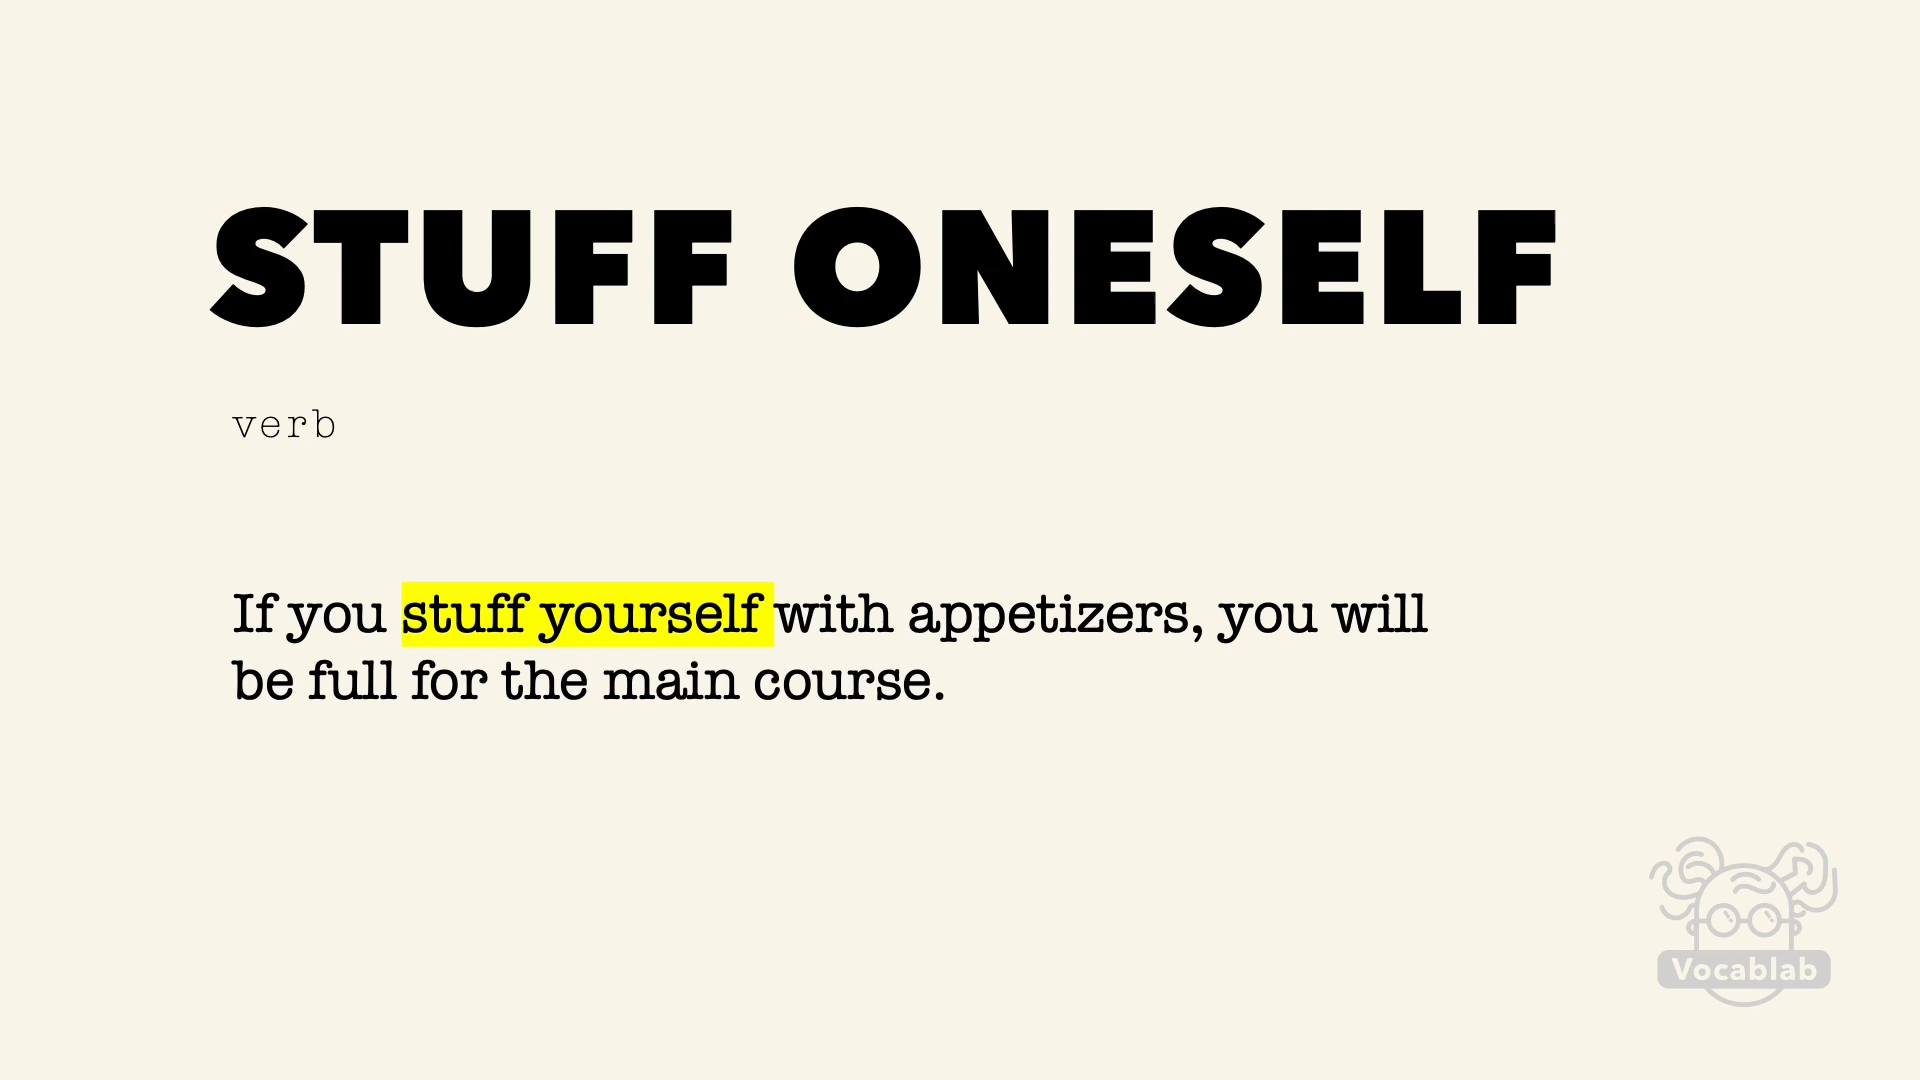 STUFF ONESELF
verb
If you stuff yourself with appetizers, you will
be full for the main course.
Vocablab